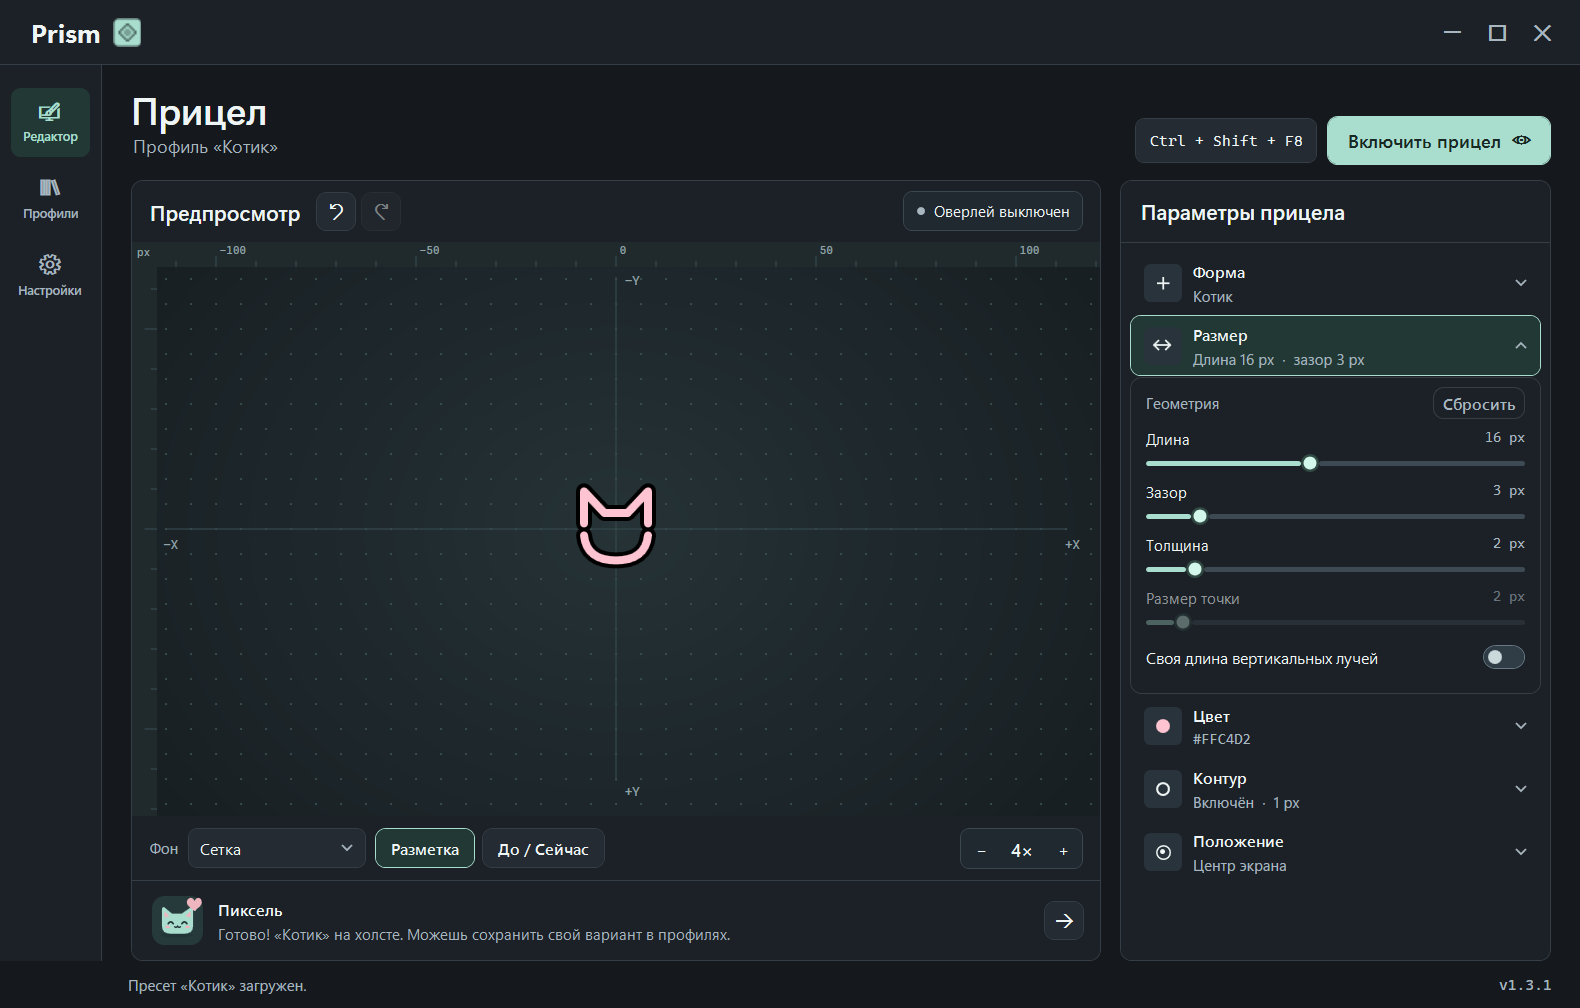 Prism
Редактор
Профили
Настройки
Прицел
Профиль «Котик»
Ctrl + Shift + F8
Включить прицел
Предпросмотр
Оверлей выключен
px
-100
-50
0
50
100
-Y
-X
+X
+Y
Фон
Сетка
Разметка
До / Сейчас
− 4× +
Пиксель
Готово! «Котик» на холсте. Можешь сохранить свой вариант в профилях.
Параметры прицела
Форма
Котик
Размер
Длина 16 px · зазор 3 px
Геометрия
Сбросить
Длина
16 px
Зазор
3 px
Толщина
2 px
Размер точки
2 px
Своя длина вертикальных лучей
Цвет
#FFC4D2
Контур
Включён · 1 px
Положение
Центр экрана
Пресет «Котик» загружен.
v1.3.1